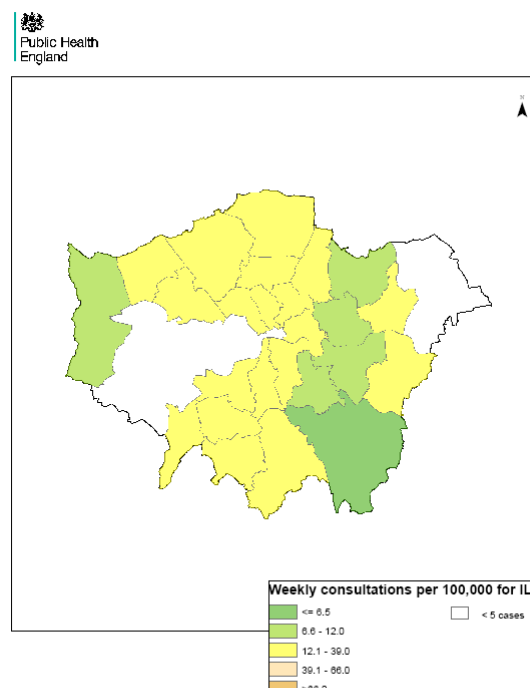 Public Health
England
N
Weekly consultations per 100,000 for IL
<= 6.5
< 5 cases
6.6 - 12.0
12.1 - 39.0
39.1 - 66.0